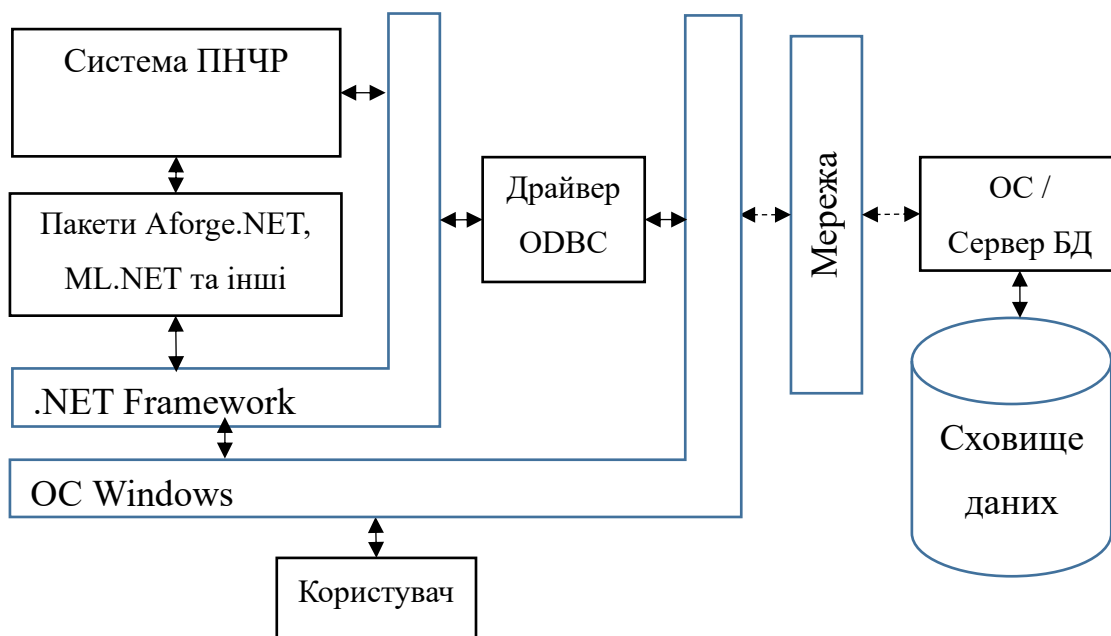 Система ПНЧР
Пакети Aforge.NET,
ML.NET та інші
.NET Framework
ОС Windows
Користувач
Драйвер
ODBC
Мережа
ОС /
Сервер БД
Сховище
даних